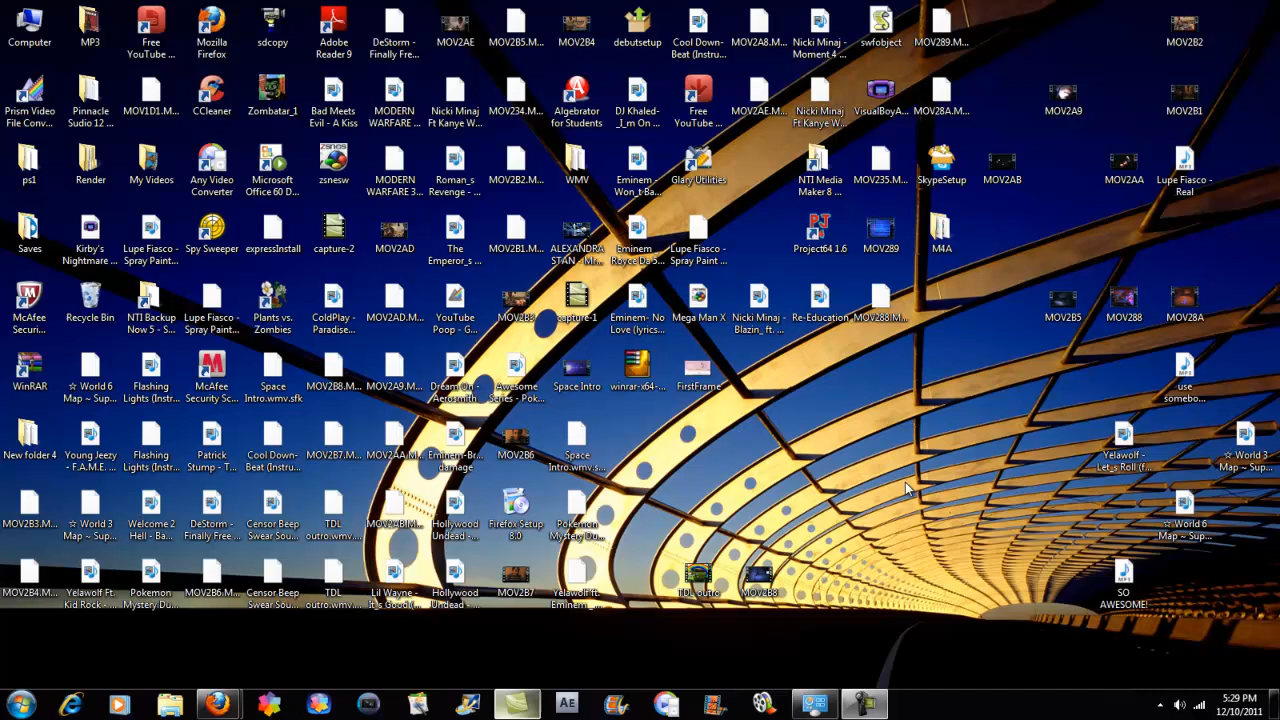 Computer
MP3
Free
YouTube ...
Mozilla
Firefox
sdcopy
Adobe
Reader 9
DeStorm -
Finally Fre...
MOV2AE
MOV2B5.M...
MOV2B4
debutsetup
Cool Down-
Beat (Instru...
MOV2A8.M...
Nicki Minaj -
Moment 4 ...
swfobject
MOV289.M...
MOV2B2
Prism Video
File Conv...
Pinnacle
Sudio 12 ...
MOV1D1.M...
CCleaner
Zombatar_1
Bad Meets
Evil - A Kiss
MODERN
WARFARE ...
Nicki Minaj
Ft Kanye W...
MOV234.M...
Algebrator
for Students
DJ Khaled-
_I_m On ...
Free
YouTube ...
MOV2AE.M...
Nicki Minaj
Ft Kanye W...
VisualBoyA...
MOV28A.M...
MOV2A9
MOV2B1
ps1
Render
My Videos
Any Video
Converter
Microsoft
Office 60 D...
zsnesw
MODERN
WARFARE 3...
Roman_s
Revenge - ...
MOV2B2.M...
WMV
Eminem -
Won_t Ba...
Glary Utilities
NTI Media
Maker 8 ...
MOV235.M...
SkypeSetup
MOV2AB
MOV2AA
Lupe Fiasco -
Real
Saves
Kirby's
Nightmare ...
Lupe Fiasco -
Spray Paint...
Spy Sweeper
expressInstall
capture-2
MOV2AD
The
Emperor_s ...
MOV2B1.M...
ALEXANDRA
STAN - Mr...
Eminem
Royce Da 5...
Lupe Fiasco -
Spray Paint ...
Project64 1.6
MOV289
M4A
McAfee
Securi...
Recycle Bin
NTI Backup
Now 5 - S...
Lupe Fiasco -
Spray Paint...
Plants vs.
Zombies
ColdPlay -
Paradise...
MOV2AD.M...
YouTube
Poop - G...
MOV2B3
capture-1
Eminem- No
Love (lyrics...
Mega Man X
Nicki Minaj -
Blazin_ ft. ...
Re-Education
MOV288.M...
MOV2B5
MOV288
MOV28A
WinRAR
☆ World 6
Map ~ Sup...
Flashing
Lights (Instr...
McAfee
Security Sc...
Space
Intro.wmv.sfk
MOV2B8.M...
MOV2A9.M...
Dream On -
Aerosmith
Awesome
Series - Pok...
Space Intro
winrar-x64-...
FirstFrame
use
somebo...
New folder 4
Young Jeezy
- F.A.M.E. ...
Flashing
Lights (Instr...
Patrick
Stump - T...
Cool Down-
Beat (Instru...
MOV2B7.M...
MOV2AA.M...
Eminem-Br...
damage
MOV2B6
Space
Intro.wmv.s...
Yelawolf -
Let_s Roll (f...
☆ World 3
Map ~ Sup...
MOV2B3.M...
☆ World 3
Map ~ Sup...
Welcome 2
Hell - Ba...
DeStorm -
Finally Free ...
Censor Beep
Swear Sou...
TDL
outro.wmv...
MOV2AB.M...
Hollywood
Undead - ...
Firefox Setup
8.0
Pokemon
Mystery Du...
☆ World 6
Map ~ Sup...
MOV2B4.M...
Yelawolf Ft.
Kid Rock - ...
Pokemon
Mystery Du...
MOV2B6.M...
Censor Beep
Swear Sou...
TDL
outro.wmv...
Lil Wayne -
It_s Good (...
Hollywood
Undead - ...
MOV2B7
Yelawolf ft.
Eminem_ ...
TDL outro
MOV2B8
SO
AWESOME!
AE
5:29 PM
12/10/2011